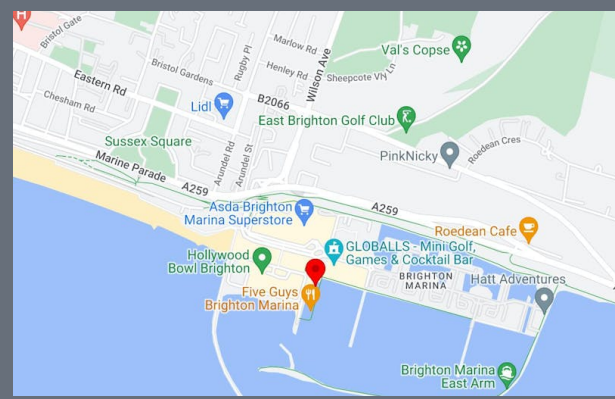 H
Bristol Gate
Marlow Rd
Rugby Pl
Wilson Ave
Val's Copse
Bristol Gardens
Henley Rd
Sheepcote Vly
Ln
Eastern Rd
B2066
Chesham Rd
Lidl
East Brighton Golf Club
Roedean Cres
PinkNicky
Sussex Square
Arundel Rd
Arundel St
Marine Parade
A259
Asda Brighton
Marina Superstore
A259
Roedean Cafe
Hollywood
Bowl Brighton
GLOBALLS - Mini Golf,
Games & Cocktail Bar
BRIGHTON
MARINA
Hatt Adventures
Five Guys
Brighton Marina
Brighton Marina
East Arm